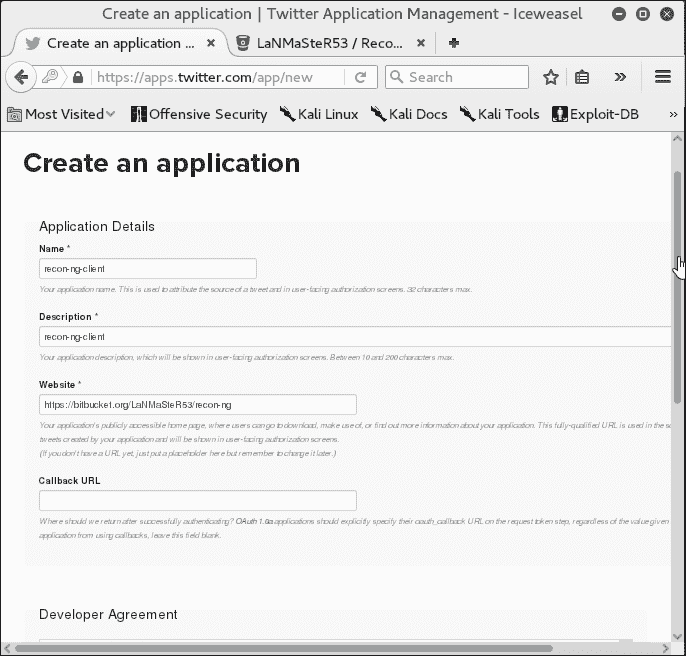 Create an application | Twitter Application Management - Iceweasel
Create an application ... LaNMaSteR53 / Reco...
https://apps.twitter.com/app/new Search
Most Visited Offensive Security Kali Linux Kali Docs Kali Tools Exploit-DB »
Create an application
Application Details
Name *
recon-ng-client
Your application name. This is used to attribute the source of a tweet and in user-facing authorization screens. 32 characters max.
Description *
recon-ng-client
Your application description, which will be shown in user-facing authorization screens. Between 10 and 200 characters max.
Website *
https://bitbucket.org/LaNMaSteR53/recon-ng
Your application's publicly accessible home page, where users can go to download, make use of, or find out more information about your application. This fully-qualified URL is used in the
tweets created by your application and will be shown in user-facing authorization screens.
(If you don't have a URL yet, just put a placeholder here but remember to change it later.)
Callback URL
Where should we return after successfully authenticating? OAuth 1.0a applications should explicitly specify their oauth_callback URL on the request token step, regardless of the value given
application from using callbacks, leave this field blank.
Developer Agreement